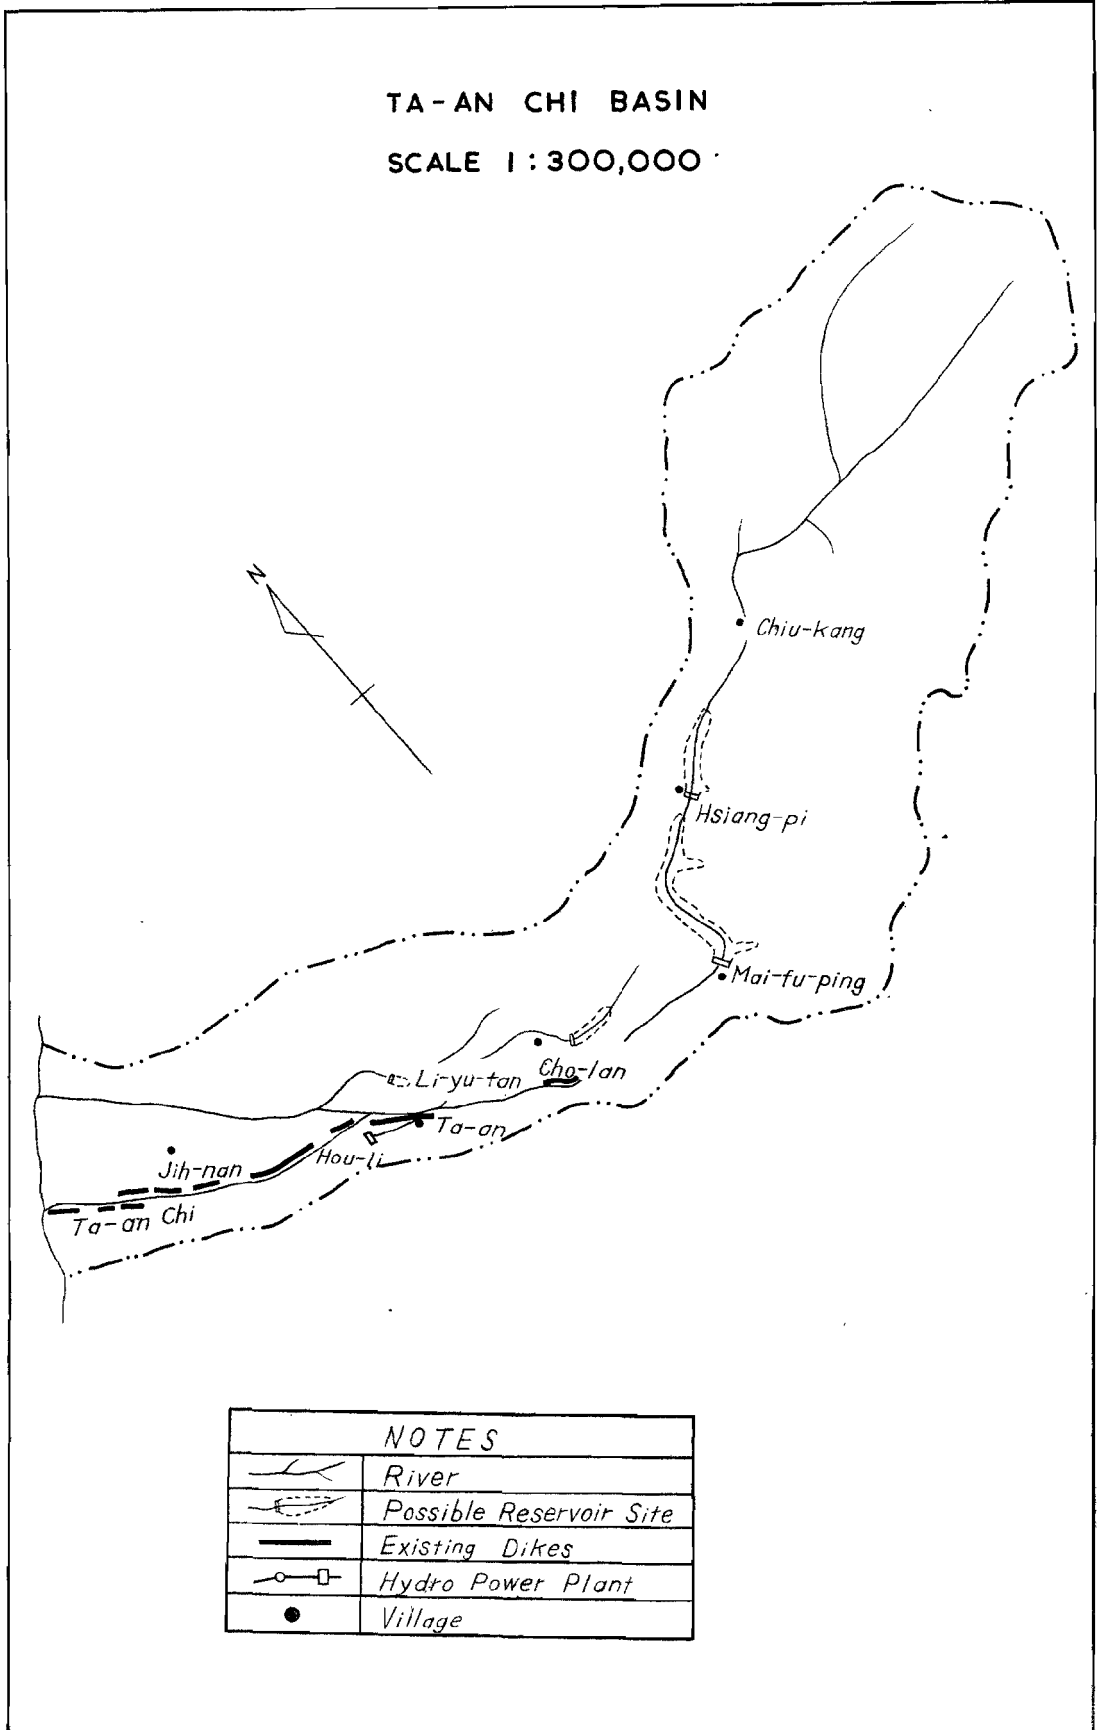 TA-AN CHI BASIN
SCALE 1:300,000
N
Chiu-kang
Hsiang-pi
Mai-fu-ping
Cho-lan
Li-yu-tan
Ta-an
Hou-li
Jih-nan
Ta-an Chi
NOTES
River
Possible Reservoir Site
Existing Dikes
Hydro Power Plant
Village